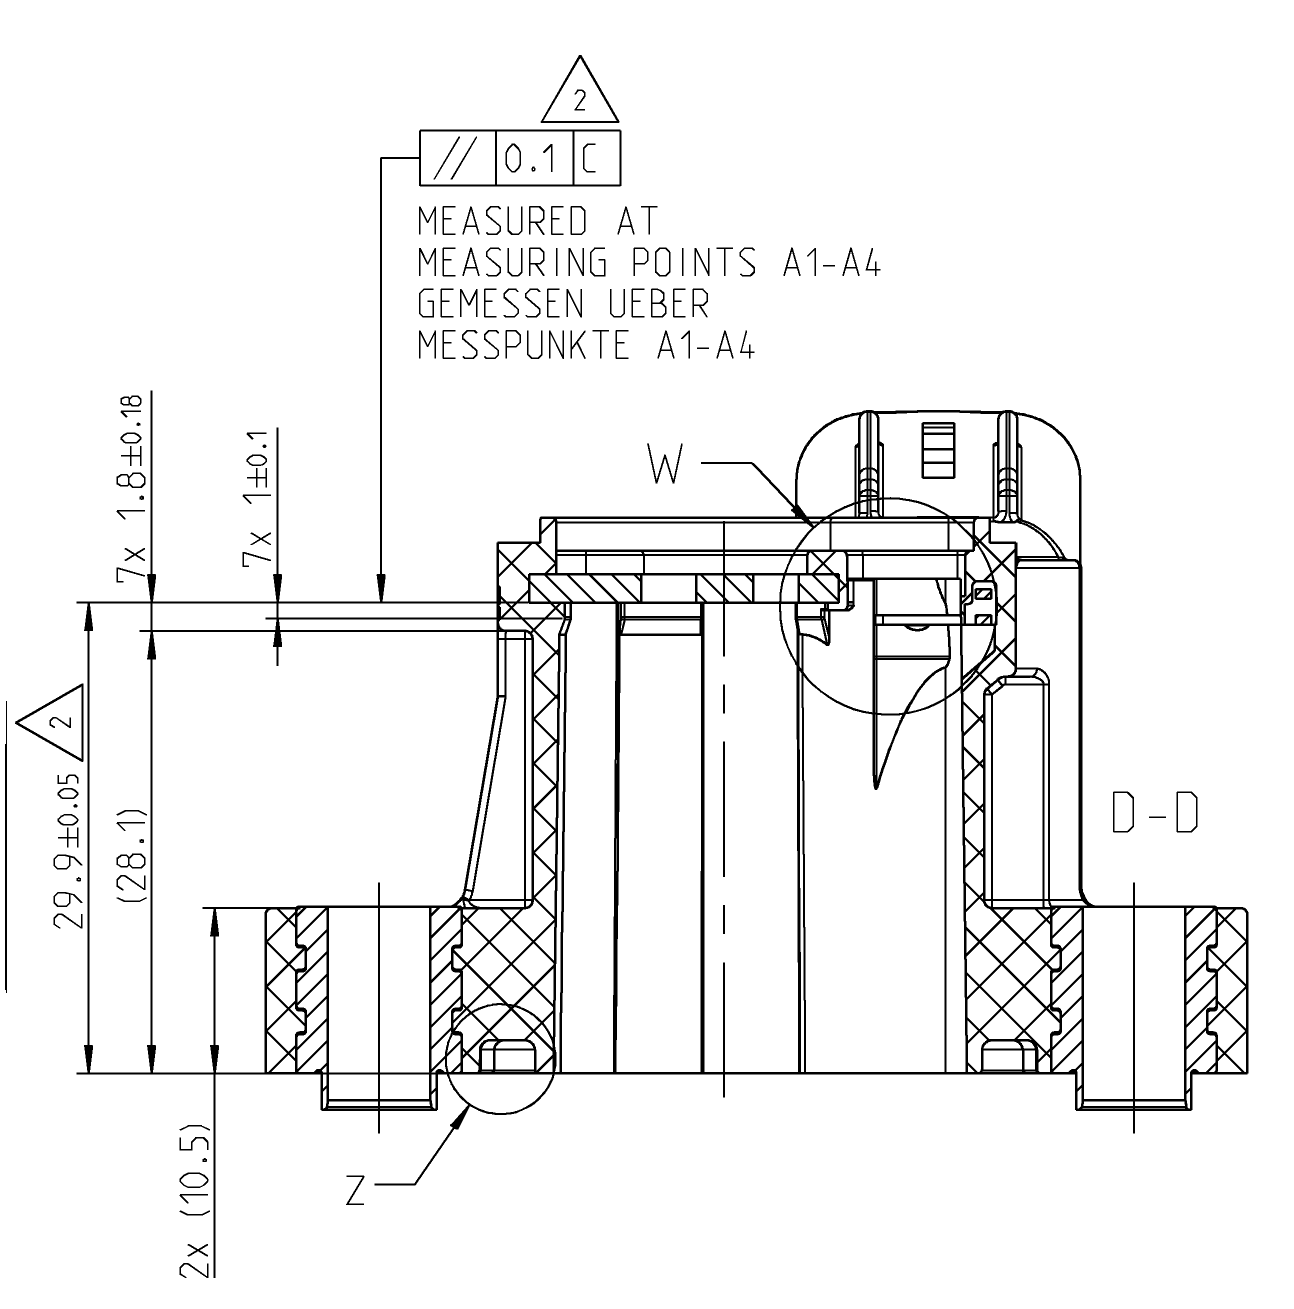 2
// 0.1 C
MEASURED AT
MEASURING POINTS A1-A4
GEMESSEN UEBER
MESSPUNKTE A1-A4
7x 1.8±0.18
7x 1±0.1
W
2
29.9±0.05
(28.1)
D-D
2x (10.5)
Z